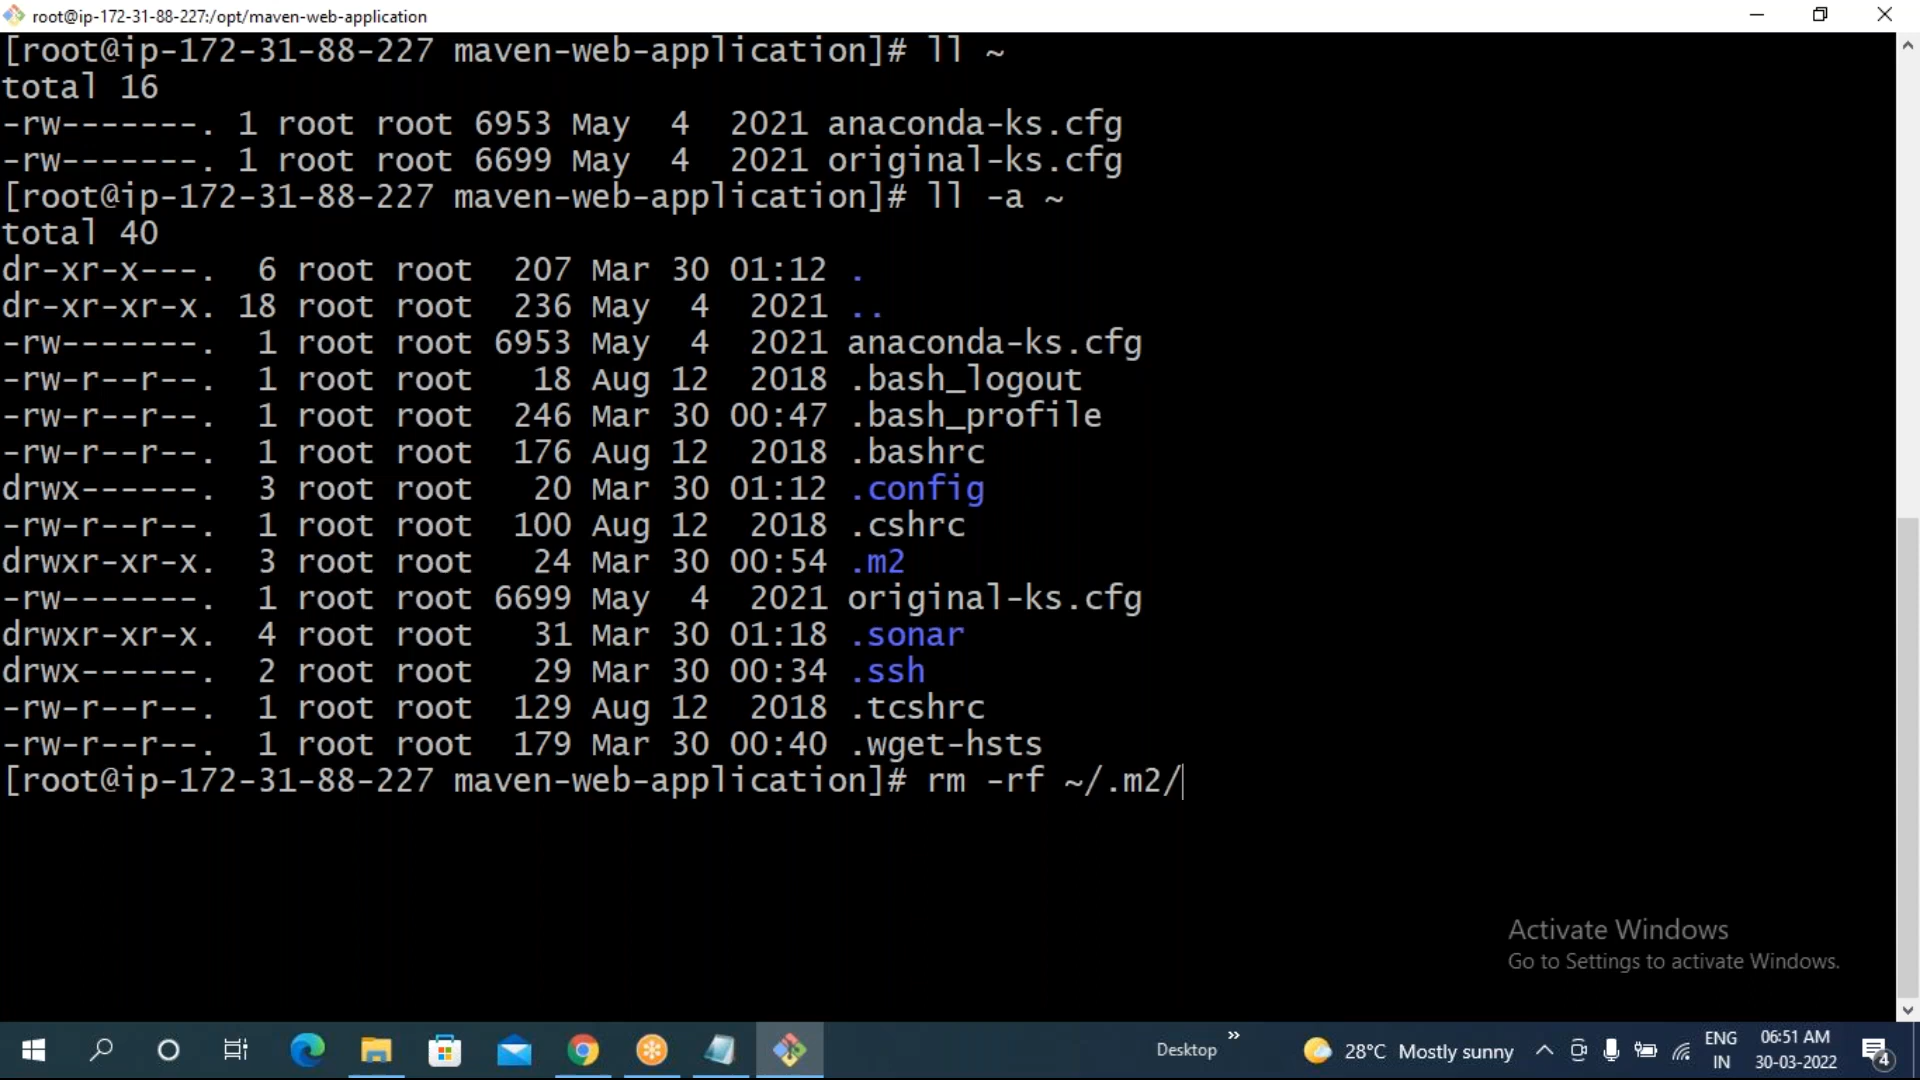 root@ip-172-31-88-227:/opt/maven-web-application
[root@ip-172-31-88-227 maven-web-application]# ll ~
total 16
-rw-------. 1 root root 6953 May  4  2021 anaconda-ks.cfg
-rw-------. 1 root root 6699 May  4  2021 original-ks.cfg
[root@ip-172-31-88-227 maven-web-application]# ll -a ~
total 40
dr-xr-x---.  6 root root  207 Mar 30 01:12 .
dr-xr-xr-x. 18 root root  236 May  4  2021 ..
-rw-------.  1 root root 6953 May  4  2021 anaconda-ks.cfg
-rw-r--r--.  1 root root   18 Aug 12  2018 .bash_logout
-rw-r--r--.  1 root root  246 Mar 30 00:47 .bash_profile
-rw-r--r--.  1 root root  176 Aug 12  2018 .bashrc
drwx------.  3 root root   20 Mar 30 01:12 .config
-rw-r--r--.  1 root root  100 Aug 12  2018 .cshrc
drwxr-xr-x.  3 root root   24 Mar 30 00:54 .m2
-rw-------.  1 root root 6699 May  4  2021 original-ks.cfg
drwxr-xr-x.  4 root root   31 Mar 30 01:18 .sonar
drwx------.  2 root root   29 Mar 30 00:34 .ssh
-rw-r--r--.  1 root root  129 Aug 12  2018 .tcshrc
-rw-r--r--.  1 root root  179 Mar 30 00:40 .wget-hsts
[root@ip-172-31-88-227 maven-web-application]# rm -rf ~/.m2/
Activate Windows
Go to Settings to activate Windows.
Desktop
28°C Mostly sunny
ENG
IN
06:51 AM
30-03-2022
4